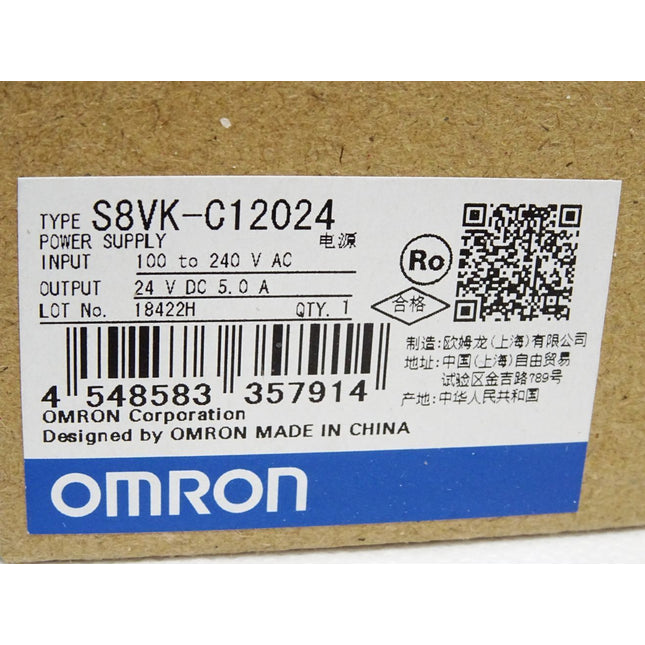 TYPE S8VK-C12024
POWER SUPPLY 电源
INPUT 100 to 240 V AC
OUTPUT 24 V DC 5.0 A
LOT No. 18422H QTY. 1
Ro
合格
4 548583 357914
OMRON Corporation
Designed by OMRON MADE IN CHINA
制造:欧姆龙(上海)有限公司
地址:中国(上海)自由贸易
试验区金吉路789号
产地:中华人民共和国
OMRON